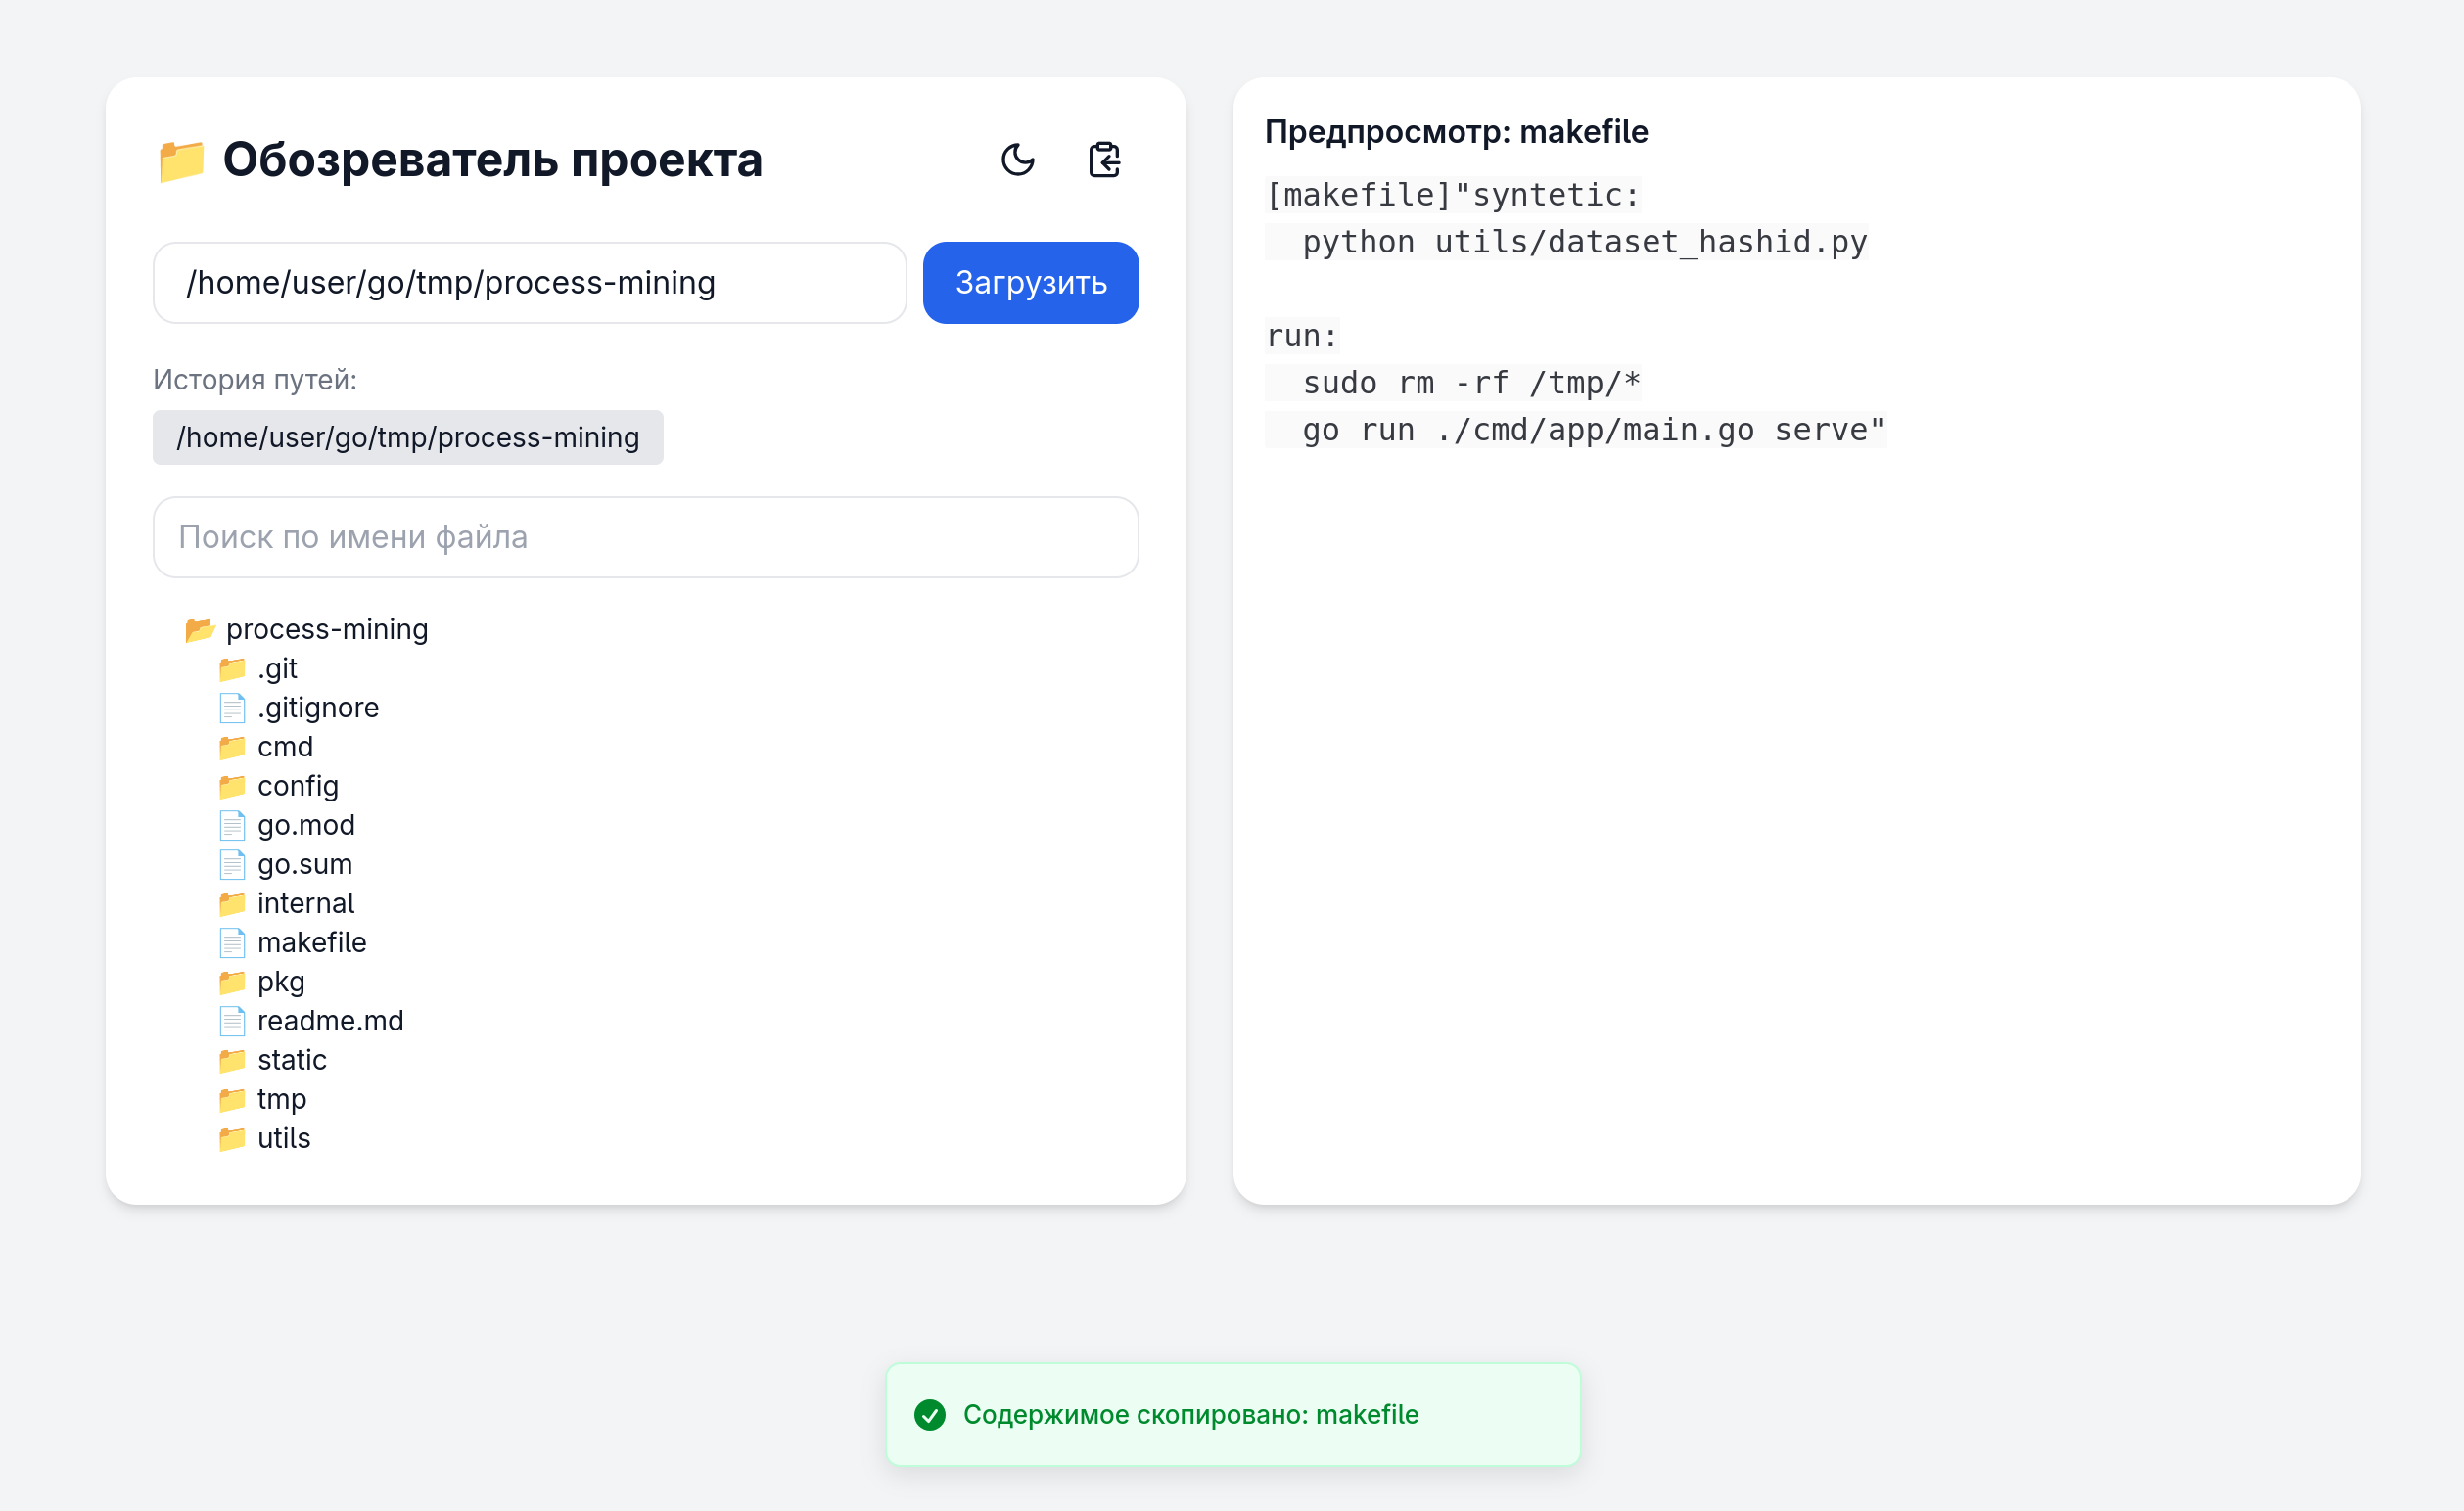 Обозреватель проекта
/home/user/go/tmp/process-mining
Загрузить
История путей:
/home/user/go/tmp/process-mining
Поиск по имени файла
process-mining
.git
.gitignore
cmd
config
go.mod
go.sum
internal
makefile
pkg
readme.md
static
tmp
utils
Предпросмотр: makefile
[makefile]"syntetic:
  python utils/dataset_hashid.py

run:
  sudo rm -rf /tmp/*
  go run ./cmd/app/main.go serve"
Содержимое скопировано: makefile